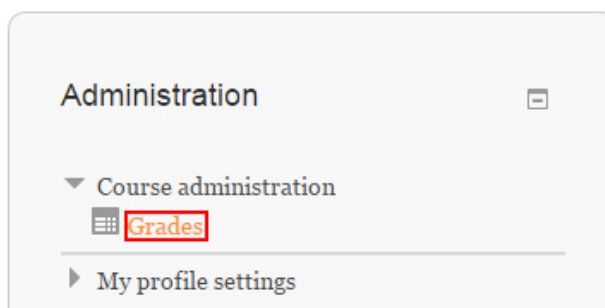 Administration
Course administration
Grades
My profile settings